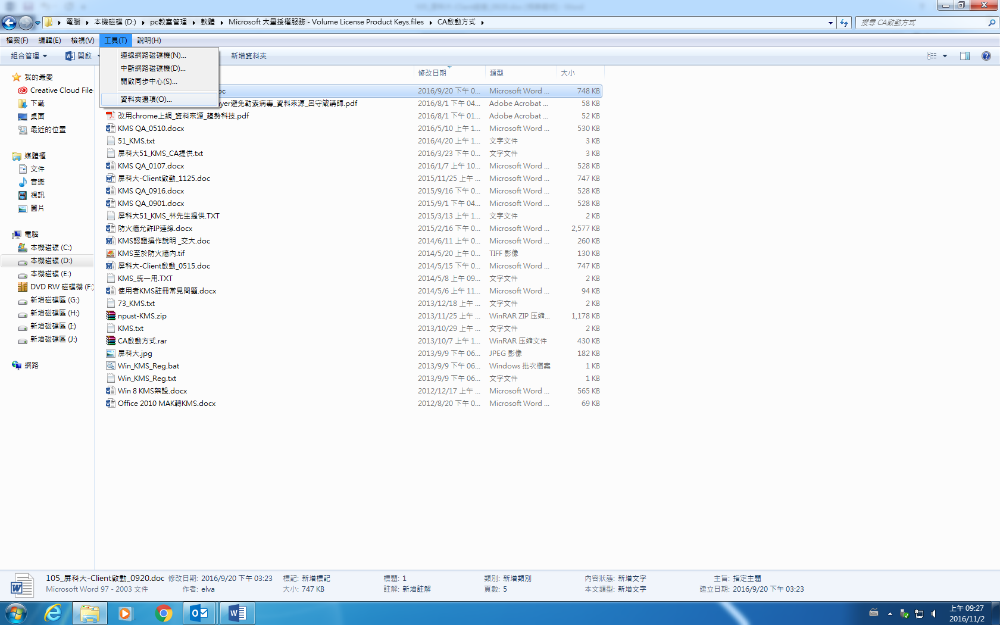 電腦 本機磁碟 (D:) pc教室管理 軟體 Microsoft 大量授權服務 - Volume License Product Keys.files CA啟動方式 搜尋 CA啟動方式
檔案(F) 編輯(E) 檢視(V) 工具(T) 說明(H)
組合管理 開啟 新增資料夾
連線網路磁碟機(N)...
中斷網路磁碟機(D)...
開啟同步中心(S)...
資料夾選項(O)...
我的最愛
Creative Cloud File
下載
桌面
最近的位置
媒體櫃
文件
音樂
視訊
圖片
電腦
本機磁碟 (C:)
本機磁碟 (D:)
本機磁碟 (E:)
DVD RW 磁碟機 (F:)
新增磁碟區 (G:)
新增磁碟區 (H:)
新增磁碟區 (I:)
新增磁碟區 (J:)
網路
修改日期 類型 大小
oc 2016/9/20 下午 0... Microsoft Word ... 748 KB
ayer避免勒索病毒_資料來源_呂守箴講師.pdf 2016/8/1 下午 04... Adobe Acrobat ... 58 KB
改用chrome上網_資料來源_趨勢科技.pdf 2016/8/1 下午 01... Adobe Acrobat ... 52 KB
KMS QA_0510.docx 2016/5/10 上午 1... Microsoft Word ... 530 KB
51_KMS.txt 2016/4/20 上午 1... 文字文件 3 KB
屏科大51_KMS_CA提供.txt 2016/3/23 下午 0... 文字文件 3 KB
KMS QA_0107.docx 2016/1/7 上午 10... Microsoft Word ... 528 KB
屏科大-Client啟動_1125.doc 2015/11/25 上午 ... Microsoft Word ... 747 KB
KMS QA_0916.docx 2015/9/16 下午 0... Microsoft Word ... 528 KB
KMS QA_0901.docx 2015/9/1 下午 04... Microsoft Word ... 528 KB
屏科大51_KMS_林先生提供.TXT 2015/3/13 上午 1... 文字文件 2 KB
防火牆允許IP連線.docx 2015/2/16 下午 0... Microsoft Word ... 2,577 KB
KMS認證操作說明 _交大.doc 2014/6/11 上午 0... Microsoft Word ... 260 KB
KMS至於防火牆內.tif 2014/5/20 上午 0... TIFF 影像 130 KB
屏科大-Client啟動_0515.doc 2014/5/15 下午 0... Microsoft Word ... 747 KB
KMS_統一用.TXT 2014/5/8 上午 09... 文字文件 2 KB
使用者KMS註冊常見問題.docx 2014/5/6 上午 11... Microsoft Word ... 94 KB
73_KMS.txt 2013/12/18 上午 ... 文字文件 2 KB
npust-KMS.zip 2013/11/25 上午 ... WinRAR ZIP 压缩... 1,178 KB
KMS.txt 2013/10/29 上午 ... 文字文件 2 KB
CA啟動方式.rar 2013/10/7 上午 1... WinRAR 压缩文件 430 KB
屏科大.jpg 2013/9/9 下午 06... JPEG 影像 182 KB
Win_KMS_Reg.bat 2013/9/9 下午 06... Windows 批次檔案 1 KB
Win_KMS_Reg.txt 2013/9/9 下午 06... 文字文件 1 KB
Win 8 KMS架設.docx 2012/12/17 上午 ... Microsoft Word ... 565 KB
Office 2010 MAK轉KMS.docx 2012/8/20 下午 0... Microsoft Word ... 69 KB
105_屏科大-Client啟動_0920.doc 修改日期: 2016/9/20 下午 03:23 標記: 新增標記 標題: 1 類別: 新增類別 內容狀態: 新增文字 主旨: 指定主題
Microsoft Word 97 - 2003 文件 作者: elva 大小: 747 KB 註解: 新增註解 頁數: 5 本文類型: 新增文字 建立日期: 2016/9/20 下午 03:23
上午 09:27
2016/11/2